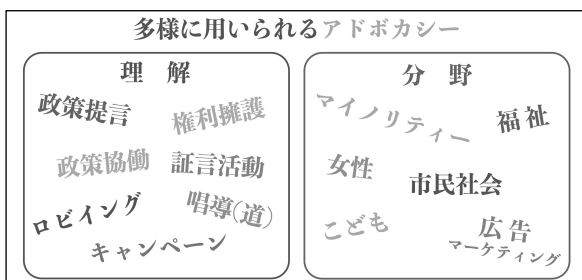 多様に用いられるアドボカシー
理 解
政策提言
権利擁護
政策協働
証言活動
ロビイング
唱導(道)
キャンペーン
分 野
マイノリティー
福祉
女性
市民社会
こども
広告
マーケティング